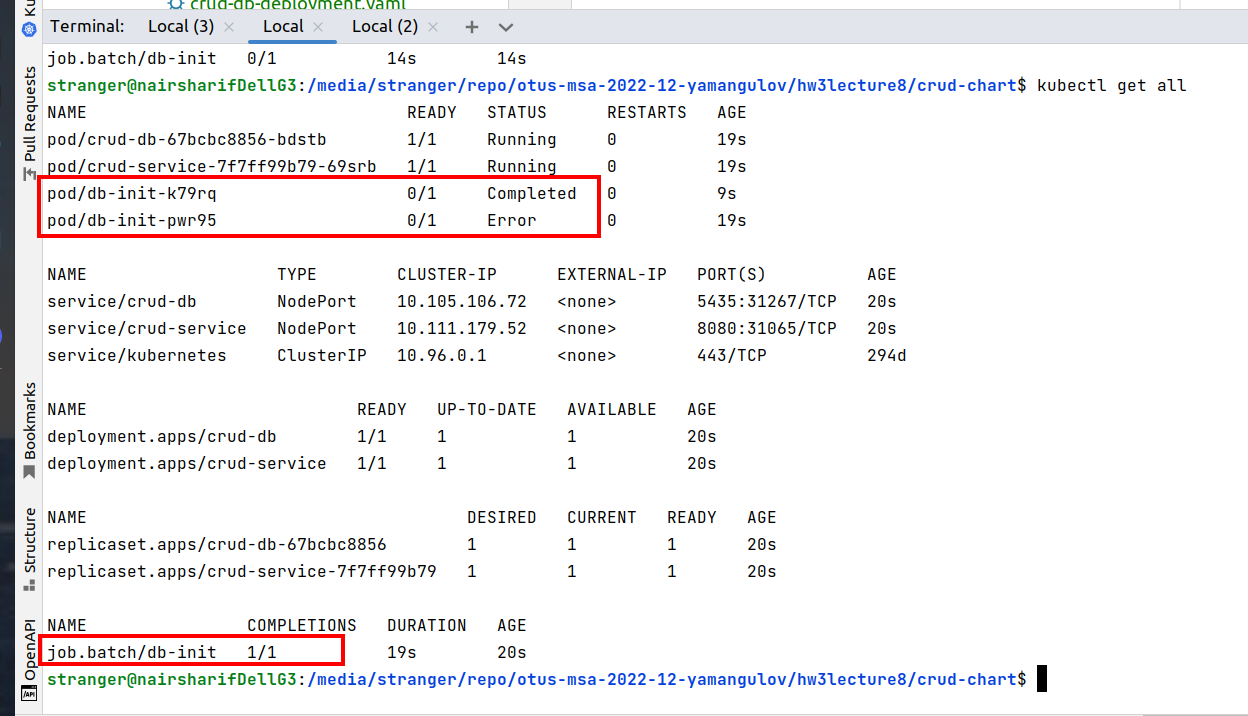 crud-db-deployment.yaml
Terminal: Local (3) × Local × Local (2) × +
job.batch/db-init 0/1 14s 14s
stranger@nairsharifDellG3:/media/stranger/repo/otus-msa-2022-12-yamangulov/hw3lecture8/crud-chart$ kubectl get all
NAME READY STATUS RESTARTS AGE
pod/crud-db-67bcbc8856-bdstb 1/1 Running 0 19s
pod/crud-service-7f7ff99b79-69srb 1/1 Running 0 19s
pod/db-init-k79rq 0/1 Completed 0 9s
pod/db-init-pwr95 0/1 Error 0 19s
NAME TYPE CLUSTER-IP EXTERNAL-IP PORT(S) AGE
service/crud-db NodePort 10.105.106.72 <none> 5435:31267/TCP 20s
service/crud-service NodePort 10.111.179.52 <none> 8080:31065/TCP 20s
service/kubernetes ClusterIP 10.96.0.1 <none> 443/TCP 294d
NAME READY UP-TO-DATE AVAILABLE AGE
deployment.apps/crud-db 1/1 1 1 20s
deployment.apps/crud-service 1/1 1 1 20s
NAME DESIRED CURRENT READY AGE
replicaset.apps/crud-db-67bcbc8856 1 1 1 20s
replicaset.apps/crud-service-7f7ff99b79 1 1 1 20s
NAME COMPLETIONS DURATION AGE
job.batch/db-init 1/1 19s 20s
stranger@nairsharifDellG3:/media/stranger/repo/otus-msa-2022-12-yamangulov/hw3lecture8/crud-chart$
Pull Requests
Bookmarks
Structure
OpenAPI